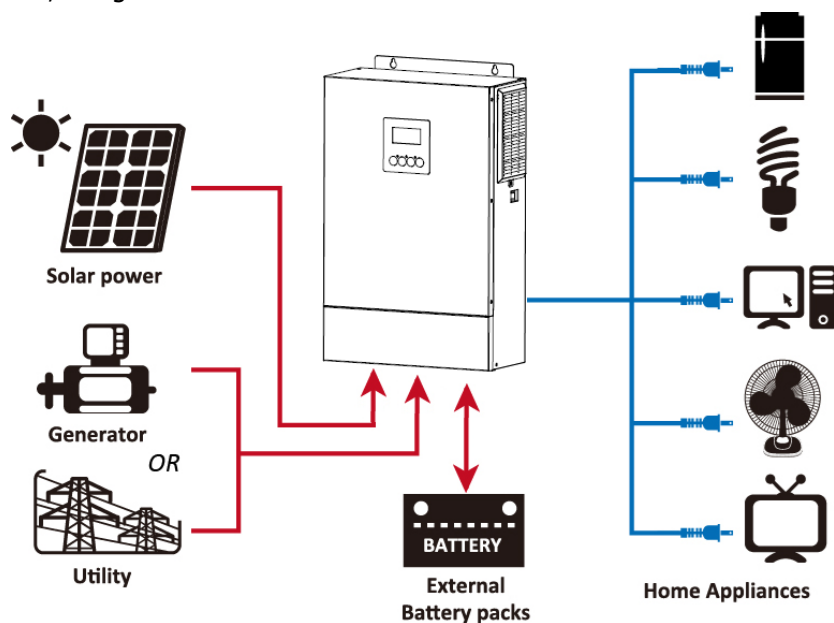 Solar power
Generator
OR
Utility
BATTERY
External
Battery packs
Home Appliances